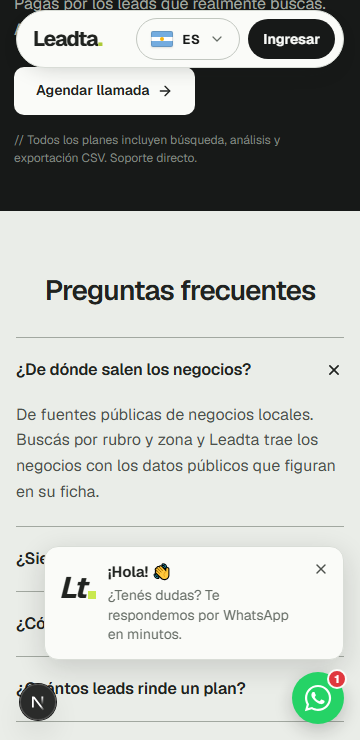 Pagás por los leads que realmente buscás.
Leadta.
ES
Ingresar
Agendar llamada
// Todos los planes incluyen búsqueda, análisis y
exportación CSV. Soporte directo.
Preguntas frecuentes
¿De dónde salen los negocios?
De fuentes públicas de negocios locales.
Buscás por rubro y zona y Leadta trae los
negocios con los datos públicos que figuran
en su ficha.
Lt.
¡Hola! 👋
¿Tenés dudas? Te
respondemos por WhatsApp
en minutos.
¿Cuántos leads rinde un plan?
N
1